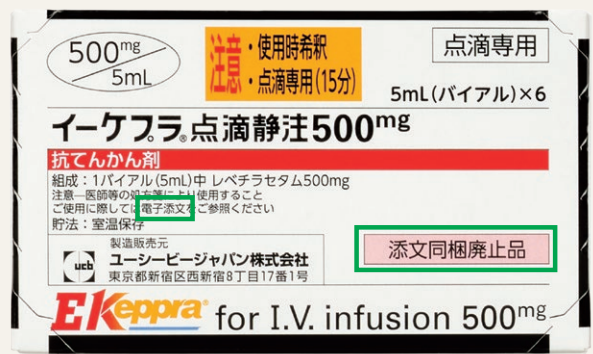 500mg/5mL
注意
・使用時希釈
・点滴専用(15分)
点滴専用
5mL(バイアル)×6
イーケプラ®点滴静注500mg
抗てんかん剤
組成：1バイアル(5mL)中 レベチラセタム500mg
注意―医師等の処方箋により使用すること
ご使用に際しては電子添文をご参照ください
貯法：室温保存
添文同梱廃止品
製造販売元
ucb
ユーシービージャパン株式会社
東京都新宿区西新宿8丁目17番1号
EKeppra® for I.V. infusion 500mg